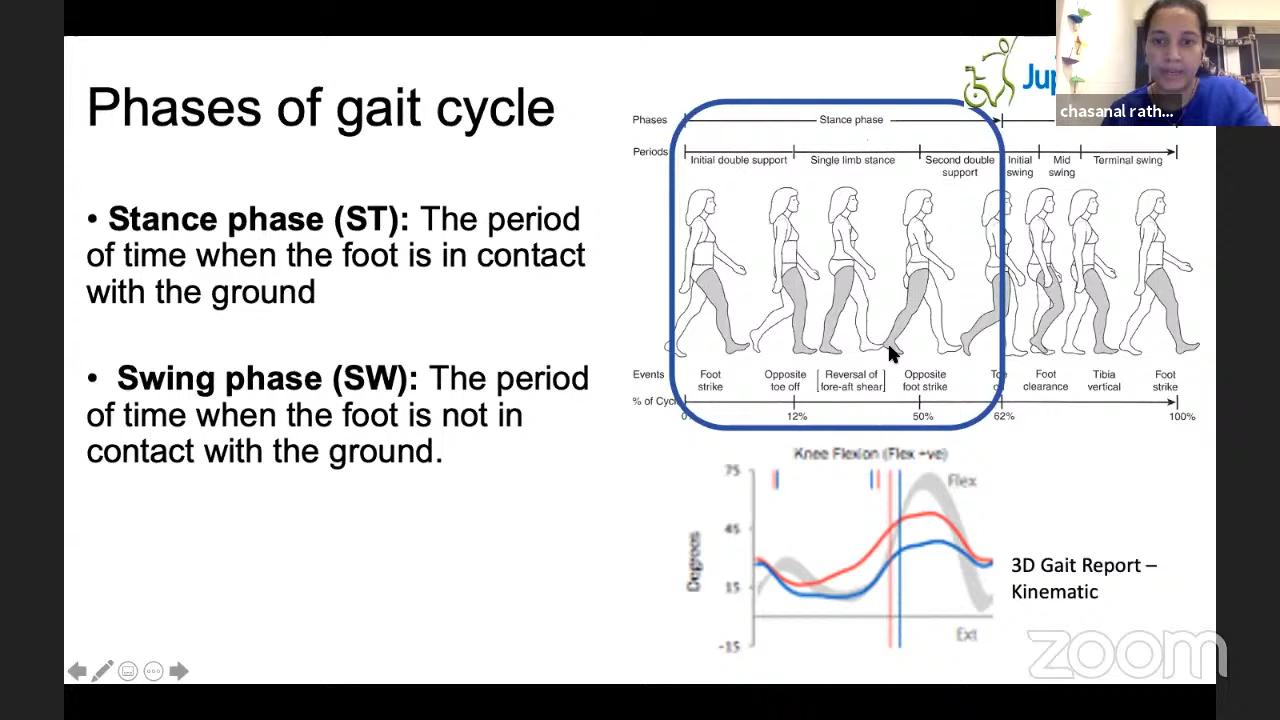 Phases of gait cycle
• Stance phase (ST): The period
of time when the foot is in contact
with the ground
• Swing phase (SW): The period
of time when the foot is not in
contact with the ground.
Jup
chasanal rath...
Phases
Stance phase
Periods
Initial double support
Single limb stance
Second double
support
Initial
swing
Mid
swing
Terminal swing
Events
Foot
strike
Opposite
toe off
[Reversal of
fore-aft shear]
Opposite
foot strike
Foot
clearance
Tibia
vertical
Foot
strike
% of Cycle
12%
50%
62%
100%
Knee Flexion (Flex +ve)
75
45
15
-15
Degrees
Flex
Ext
3D Gait Report –
Kinematic
zoom